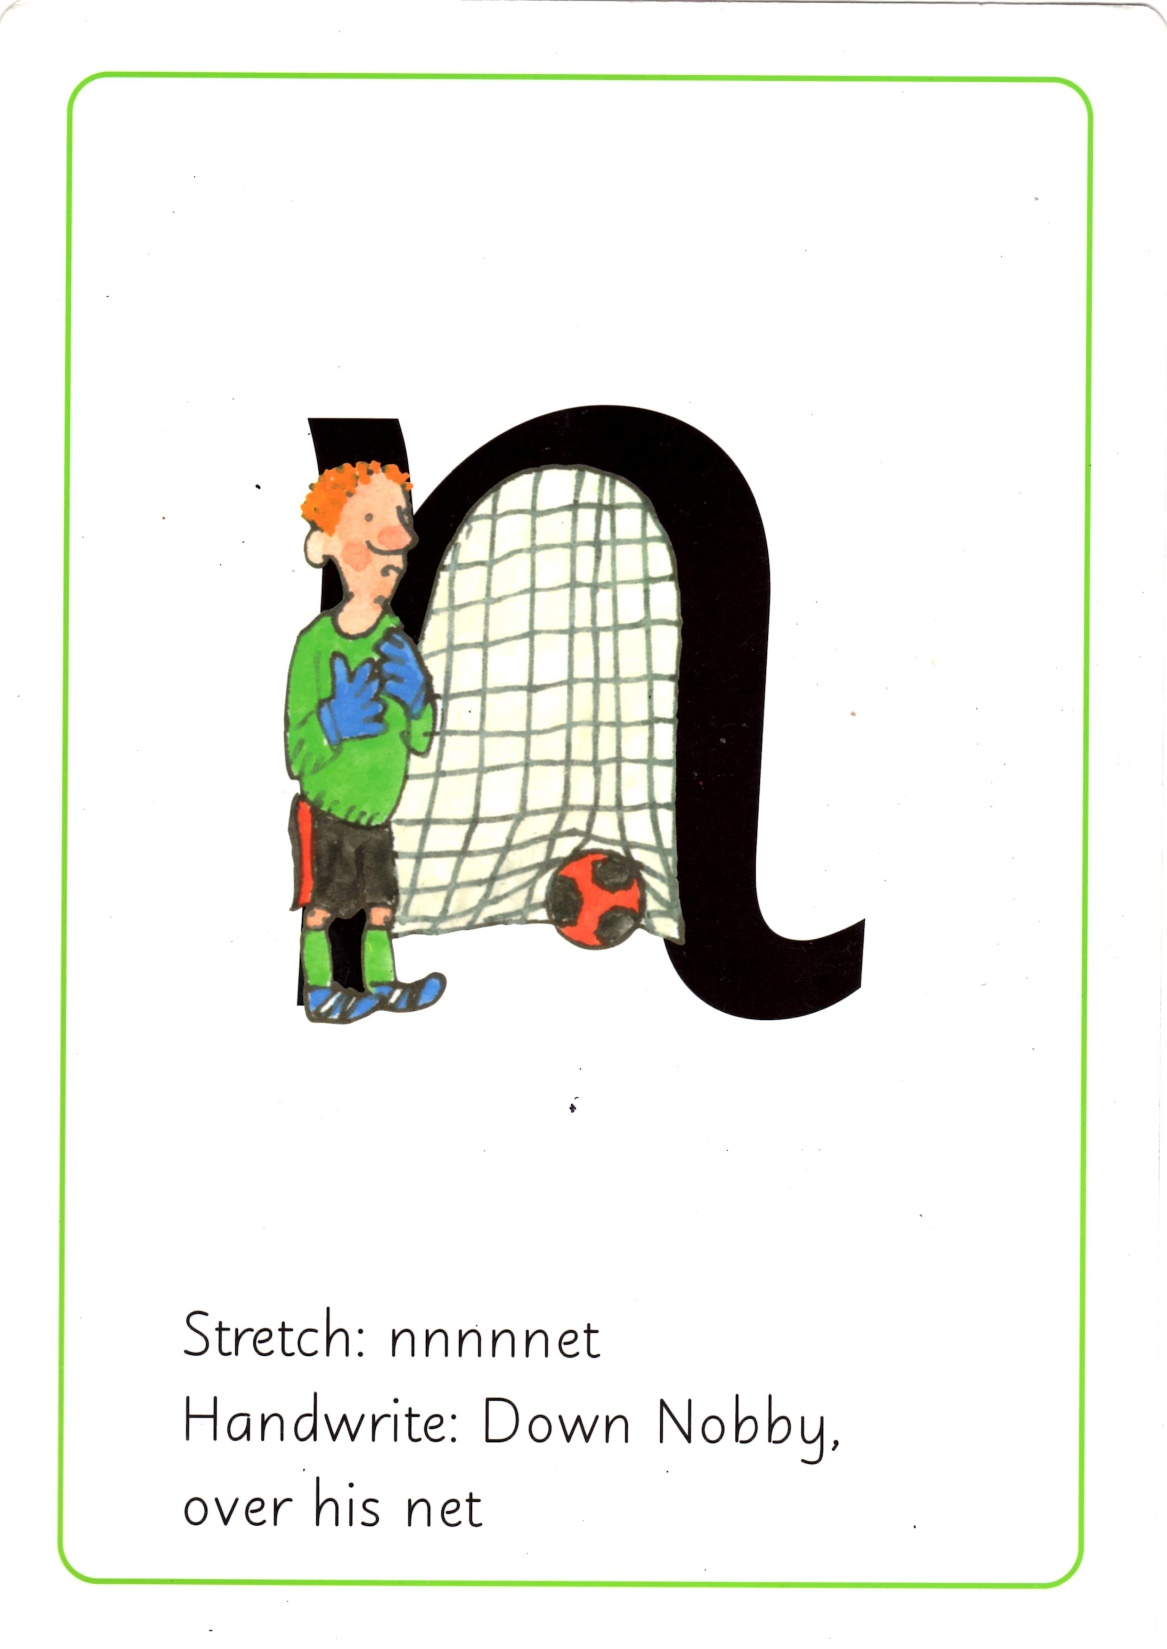 n
Stretch: nnnnnet
Handwrite: Down Nobby,
over his net